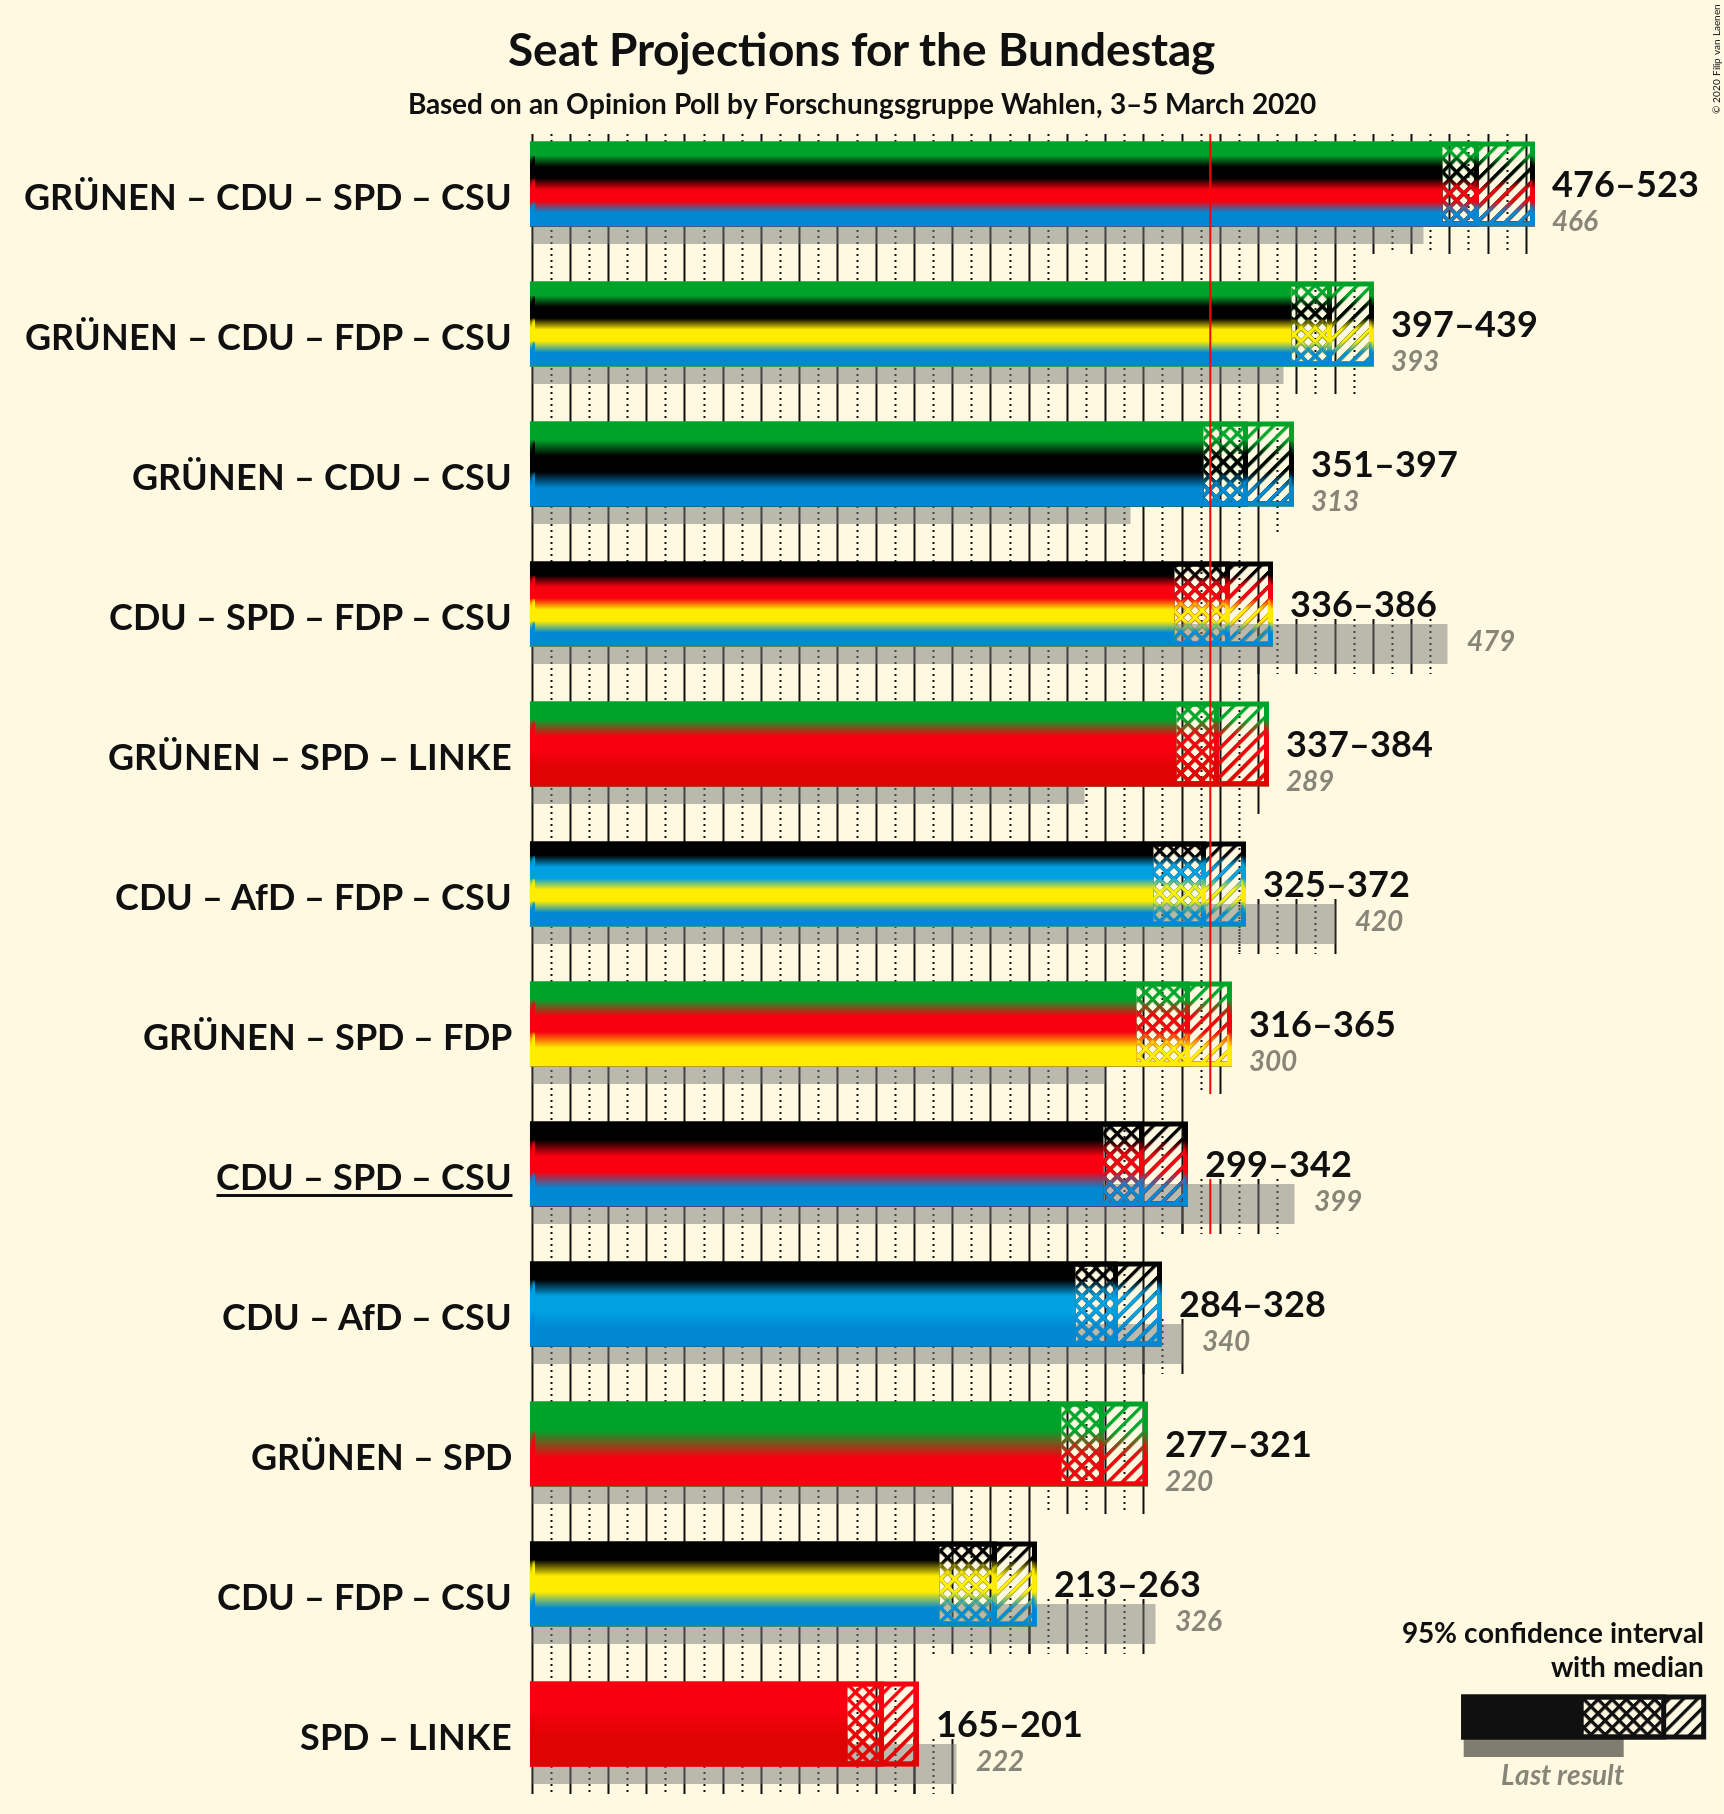 Seat Projections for the Bundestag
Based on an Opinion Poll by Forschungsgruppe Wahlen, 3–5 March 2020
© 2020 Filip van Laenen
GRÜNEN – CDU – SPD – CSU
476–523
466
GRÜNEN – CDU – FDP – CSU
397–439
393
GRÜNEN – CDU – CSU
351–397
313
CDU – SPD – FDP – CSU
336–386
479
GRÜNEN – SPD – LINKE
337–384
289
CDU – AfD – FDP – CSU
325–372
420
GRÜNEN – SPD – FDP
316–365
300
CDU – SPD – CSU
299–342
399
CDU – AfD – CSU
284–328
340
GRÜNEN – SPD
277–321
220
CDU – FDP – CSU
213–263
326
SPD – LINKE
165–201
222
95% confidence interval
with median
Last result